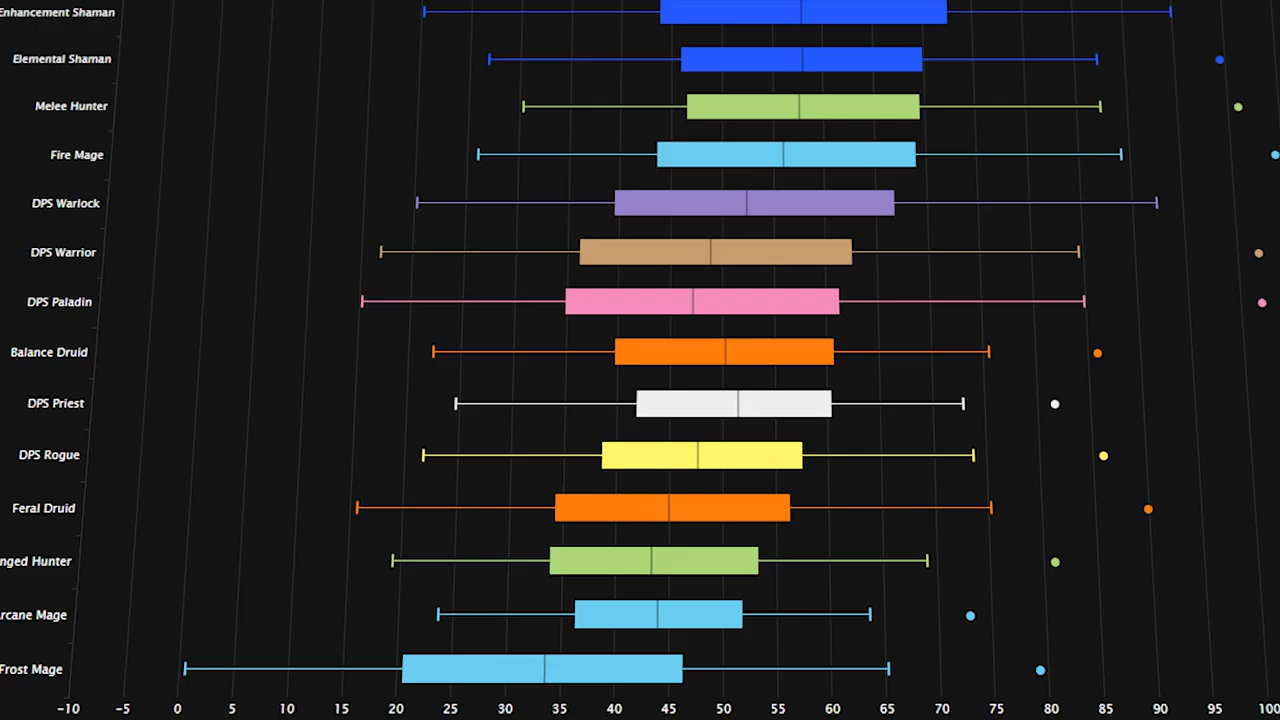 Enhancement Shaman
Elemental Shaman
Melee Hunter
Fire Mage
DPS Warlock
DPS Warrior
DPS Paladin
Balance Druid
DPS Priest
DPS Rogue
Feral Druid
nged Hunter
rcane Mage
Frost Mage
-10 -5 0 5 10 15 20 25 30 35 40 45 50 55 60 65 70 75 80 85 90 95 100